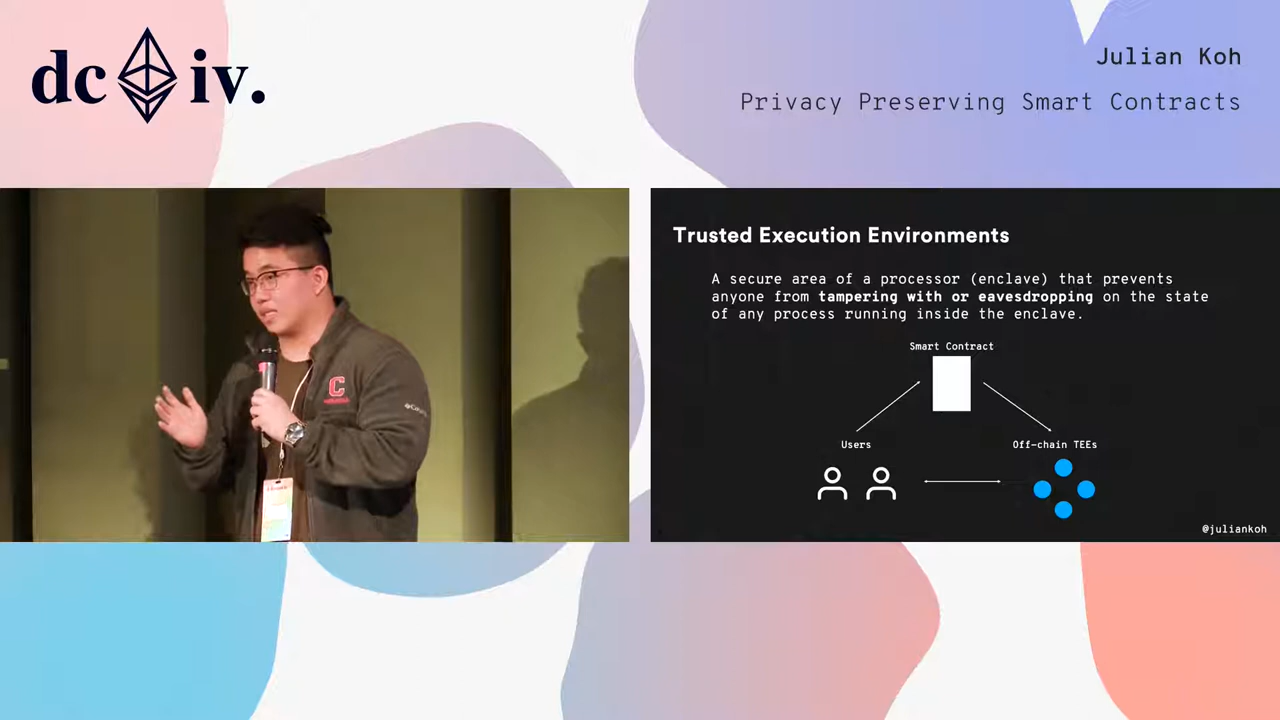 dc iv.
Julian Koh
Privacy Preserving Smart Contracts
C
Trusted Execution Environments
A secure area of a processor (enclave) that prevents
anyone from tampering with or eavesdropping on the state
of any process running inside the enclave.
Smart Contract
Users
Off-chain TEEs
@juliankoh